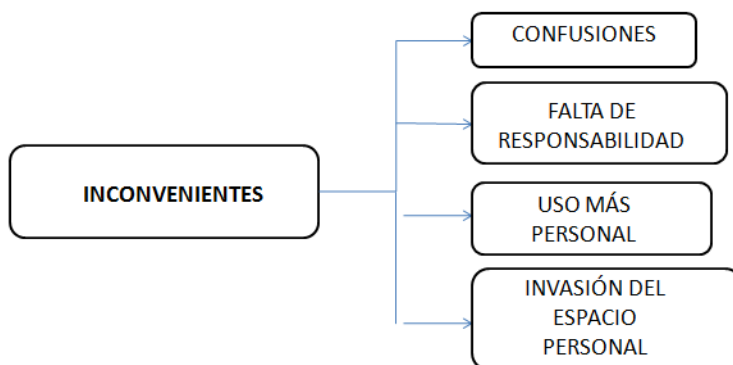 INCONVENIENTES
CONFUSIONES
FALTA DE
RESPONSABILIDAD
USO MÁS
PERSONAL
INVASIÓN DEL
ESPACIO
PERSONAL